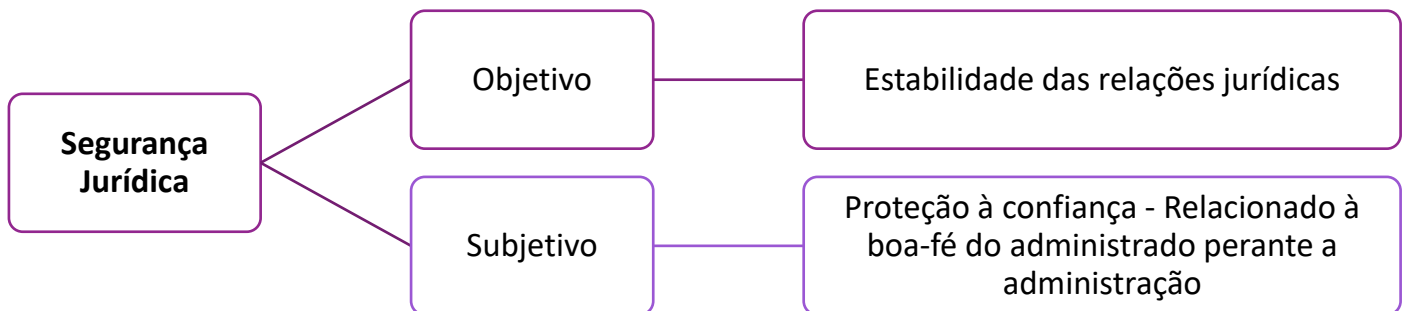 Segurança
Jurídica
Objetivo
Estabilidade das relações jurídicas
Subjetivo
Proteção à confiança - Relacionado à
boa-fé do administrado perante a
administração